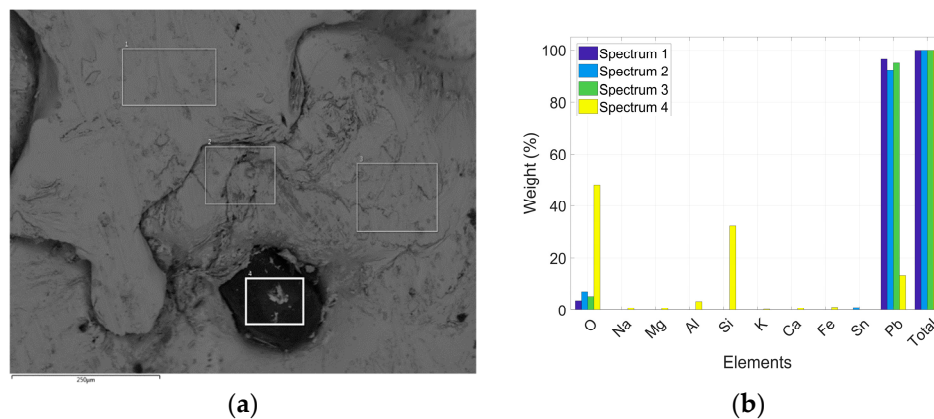 1
2
3
4
250μm
(a)
Spectrum 1
Spectrum 2
Spectrum 3
Spectrum 4
Weight (%)
100
80
60
40
20
0
O Na Mg Al Si K Ca Fe Sn Pb Total
Elements
(b)